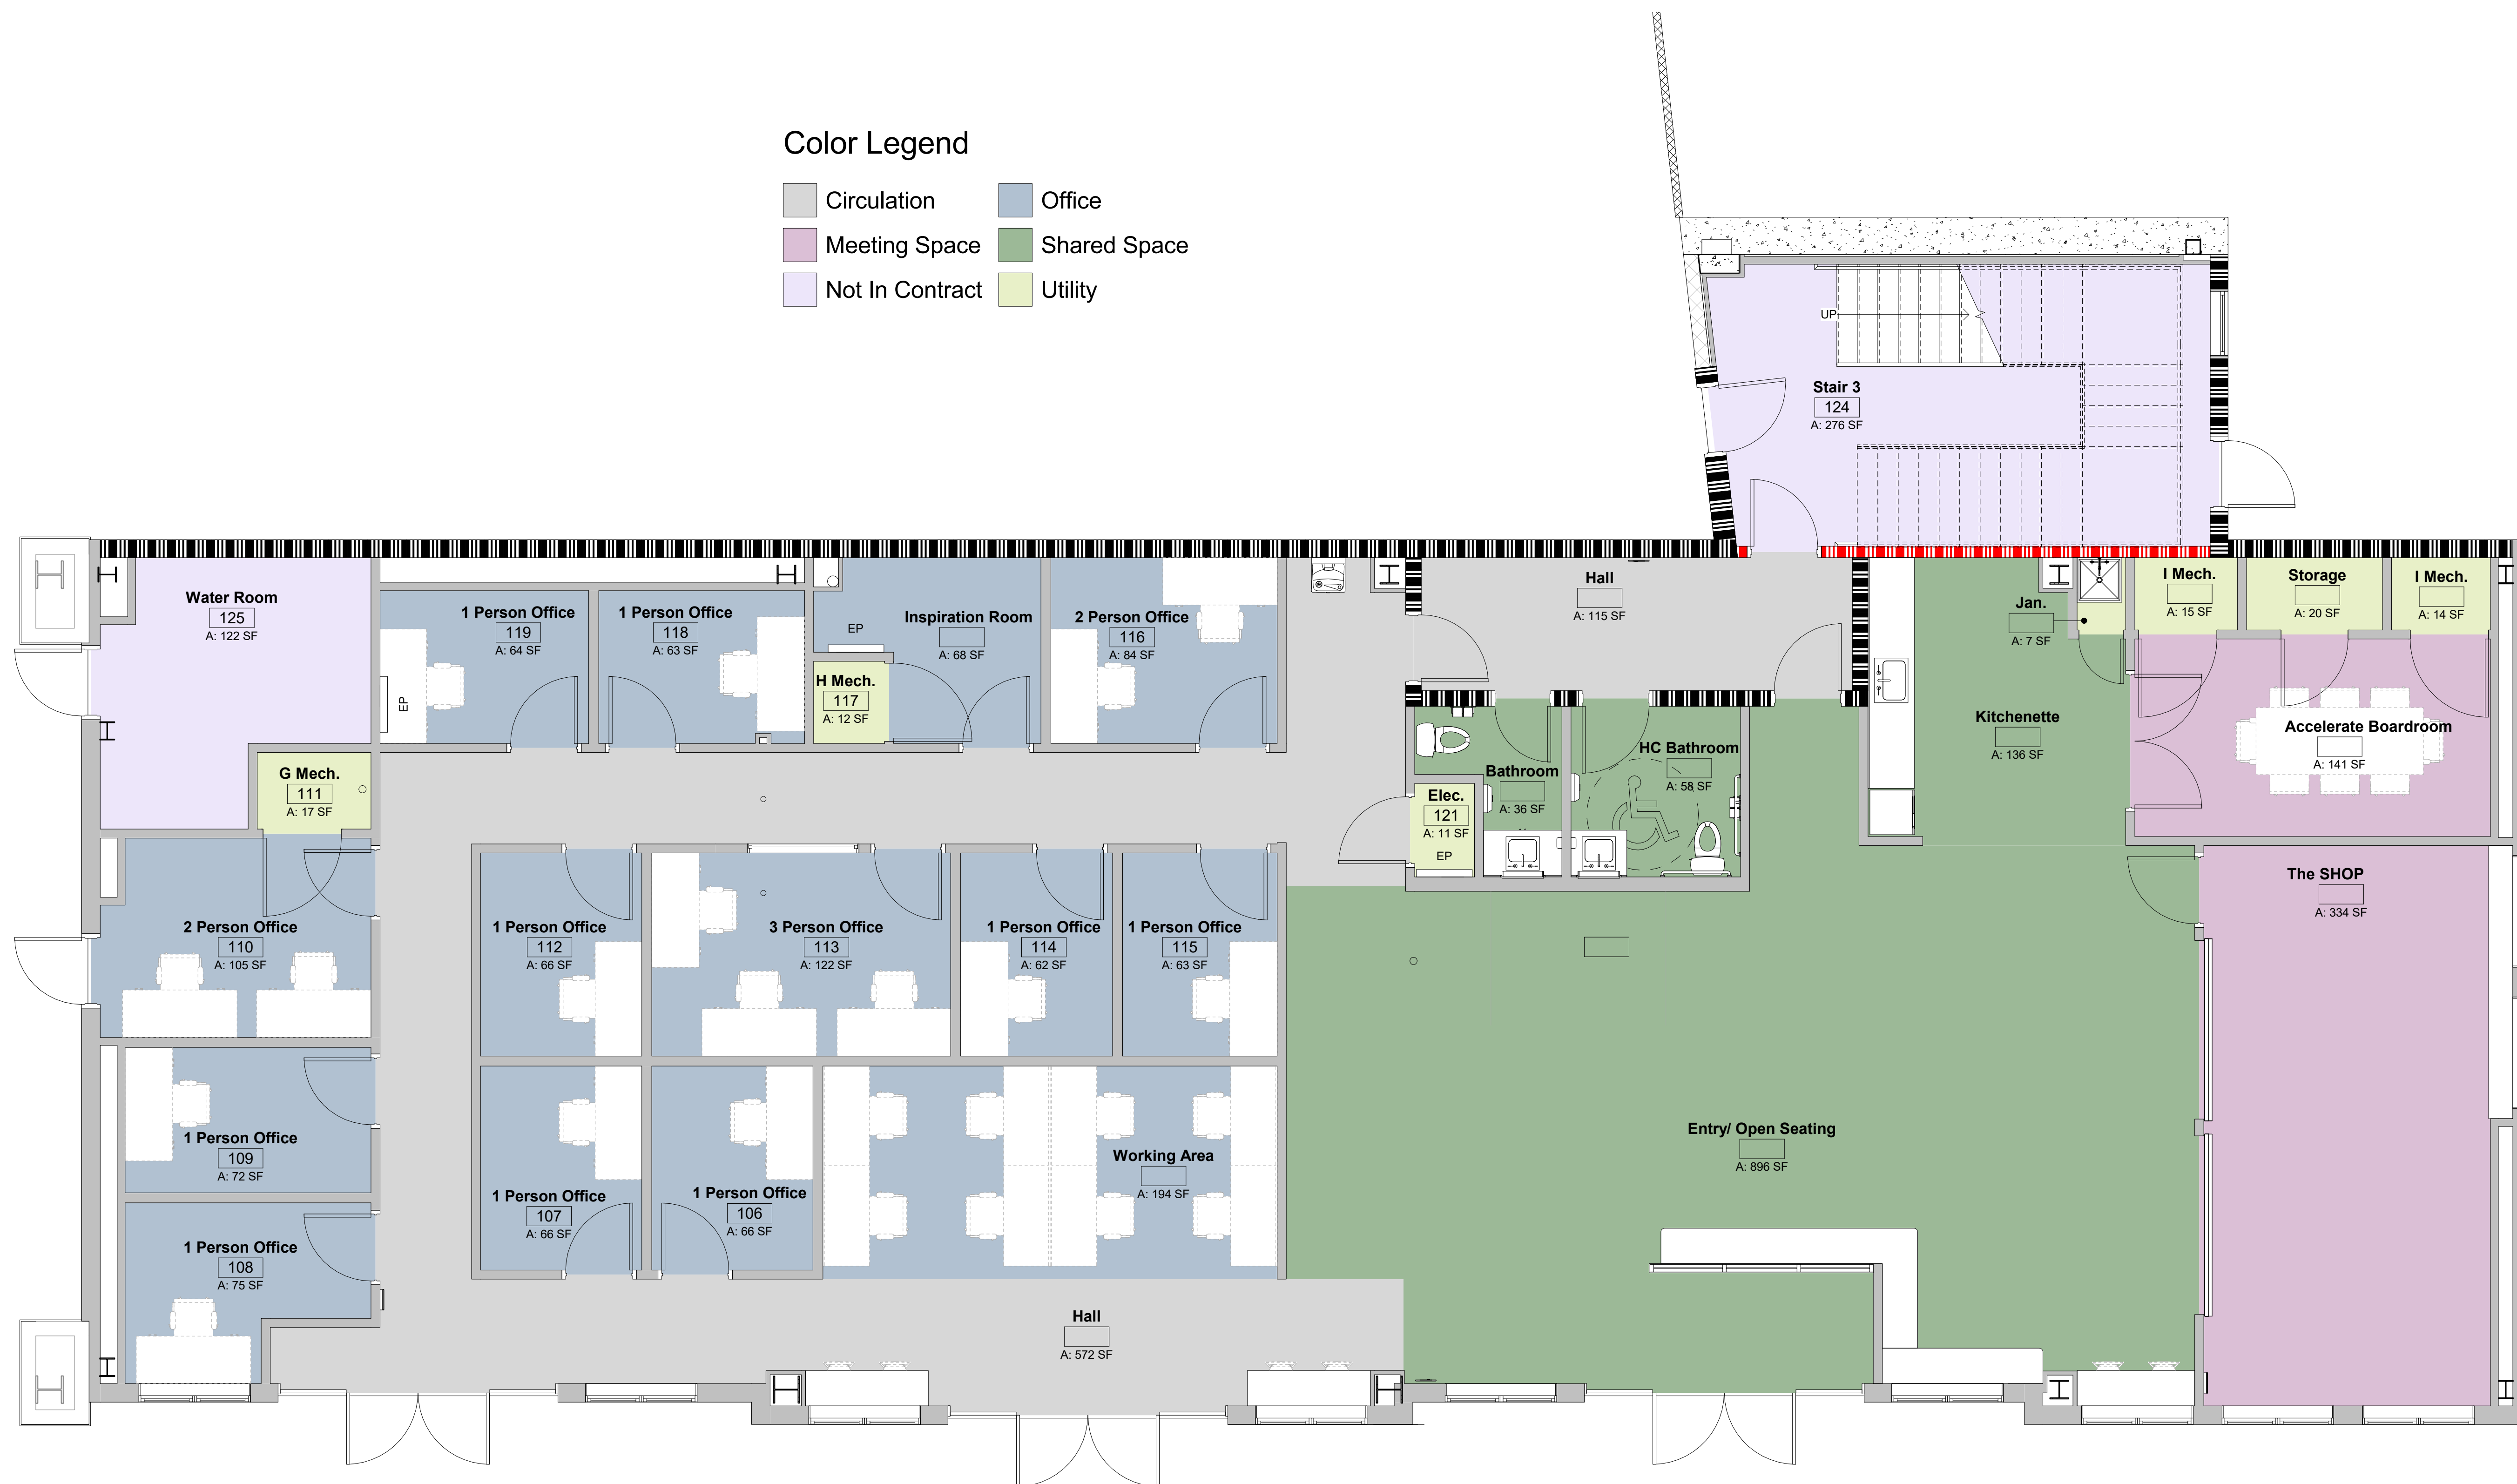 Color Legend
Circulation
Office
Meeting Space
Shared Space
Not In Contract
Utility
UP
Stair 3
124
A: 276 SF
Water Room
125
A: 122 SF
1 Person Office
119
A: 64 SF
EP
1 Person Office
118
A: 63 SF
EP
Inspiration Room
A: 68 SF
H Mech.
117
A: 12 SF
2 Person Office
116
A: 84 SF
Hall
A: 115 SF
Jan.
A: 7 SF
I Mech.
A: 15 SF
Storage
A: 20 SF
I Mech.
A: 14 SF
Kitchenette
A: 136 SF
Accelerate Boardroom
A: 141 SF
G Mech.
111
A: 17 SF
Bathroom
A: 36 SF
HC Bathroom
A: 58 SF
Elec.
121
A: 11 SF
EP
The SHOP
A: 334 SF
2 Person Office
110
A: 105 SF
1 Person Office
112
A: 66 SF
3 Person Office
113
A: 122 SF
1 Person Office
114
A: 62 SF
1 Person Office
115
A: 63 SF
1 Person Office
109
A: 72 SF
1 Person Office
107
A: 66 SF
1 Person Office
106
A: 66 SF
Working Area
A: 194 SF
Entry/ Open Seating
A: 896 SF
1 Person Office
108
A: 75 SF
Hall
A: 572 SF